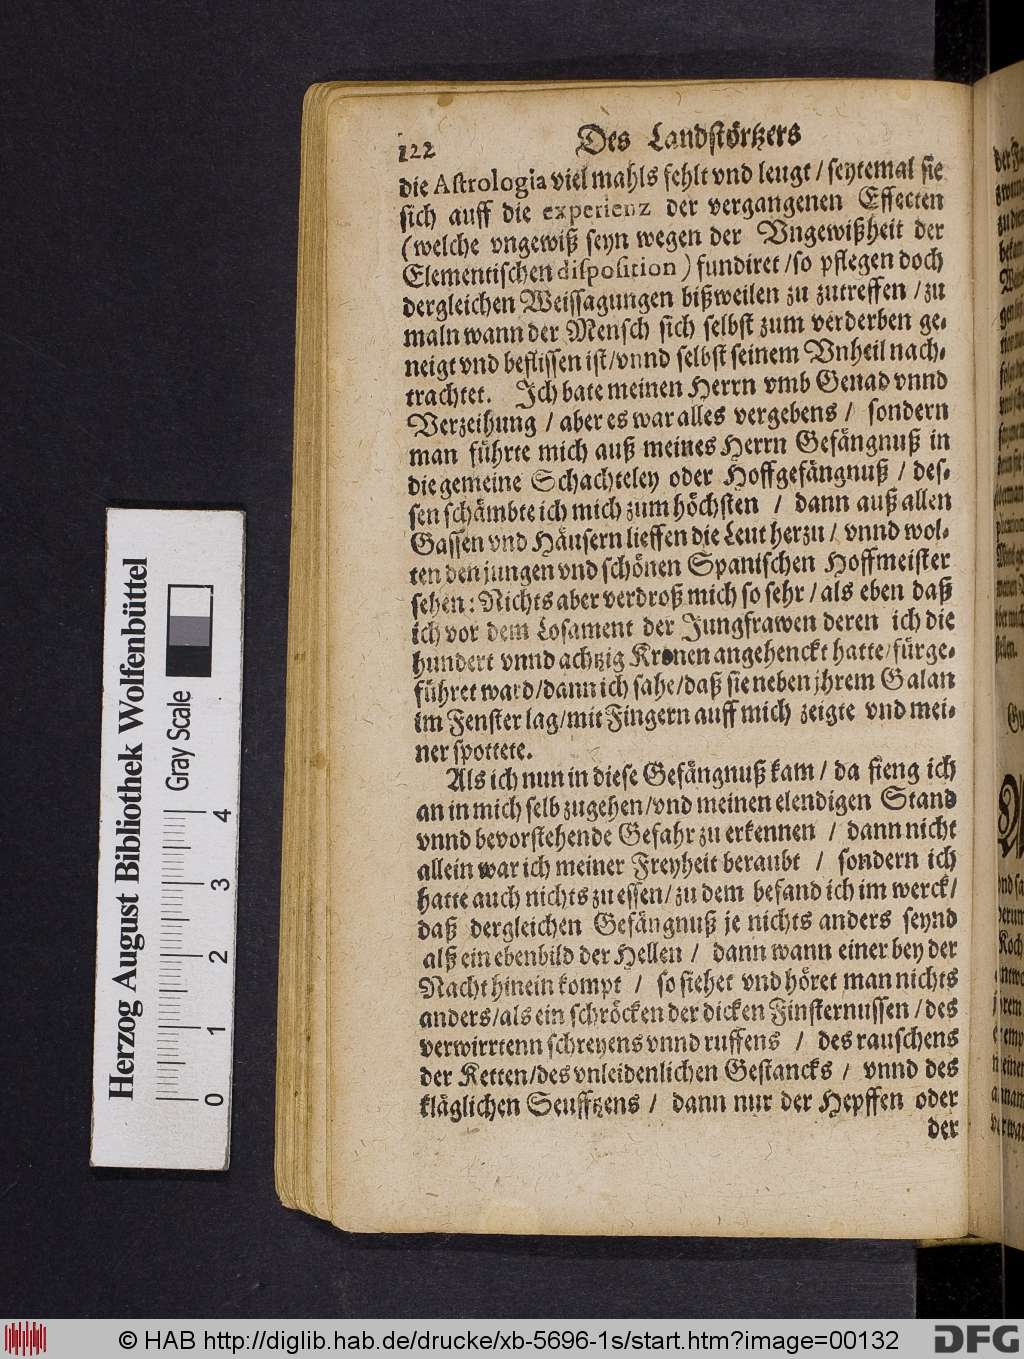 122 Des Landstörtzers
die Astrologia viel mahls fehlt vnd leugt / seytemal sie
sich auff die experienz der vergangenen Effecten
(welche vngewiß seyn wegen der Vngewißheit der
Elementischen disposition) fundiret / so pflegen doch
dergleichen Weissagungen bißweilen zu zutreffen / zu
maln wann der Mensch sich selbst zum verderben ge-
neigt vnd beflissen ist / vnnd selbst seinem Vnheil nach-
trachtet. Ich bate meinen Herrn vmb Genad vnnd
Verzeihung / aber es war alles vergebens / sondern
man führte mich auß meines Herrn Gefängnuß in
die gemeine Schachteley oder Hoffgefängnuß / des-
sen schämbte ich mich zum höchsten / dann auß allen
Gassen vnd Häusern lieffen die Leut herzu / vnnd wol-
ten den jungen vnd schönen Spanischen Hoffmeister
sehen: Nichts aber verdroß mich so sehr / als eben daß
ich vor dem Losament der Jungfrawen deren ich die
hundert vnnd achtzig Kronen angehenckt hatte / fürge-
führet ward / dann ich sahe / daß sie neben jhrem Galan
im Fenster lag / mit Fingern auff mich zeigte vnd mei-
ner spottete.
Als ich nun in diese Gefängnuß kam / da fieng ich
an in mich selb zugehen / vnd meinen elendigen Stand
vnnd bevorstehende Gefahr zu erkennen / dann nicht
allein war ich meiner Freyheit beraubt / sondern ich
hatte auch nichts zu essen / zu dem befand ich im werck /
daß dergleichen Gefängnuß je nichts anders seynd
alß ein ebenbild der Hellen / dann wann einer bey der
Nacht hinein kompt / so siehet vnd höret man nichts
anders / als ein schröcken der dicken Finsternussen / des
verwirrtenn schreyens vnnd ruffens / des rauschens
der Ketten / des vnleidenlichen Gestancks / vnnd des
kläglichen Seufftzens / dann nur der Hepffen oder
der
Herzog August Bibliothek Wolfenbüttel
Gray Scale
0 1 2 3 4
© HAB http://diglib.hab.de/drucke/xb-5696-1s/start.htm?image=00132
DFG